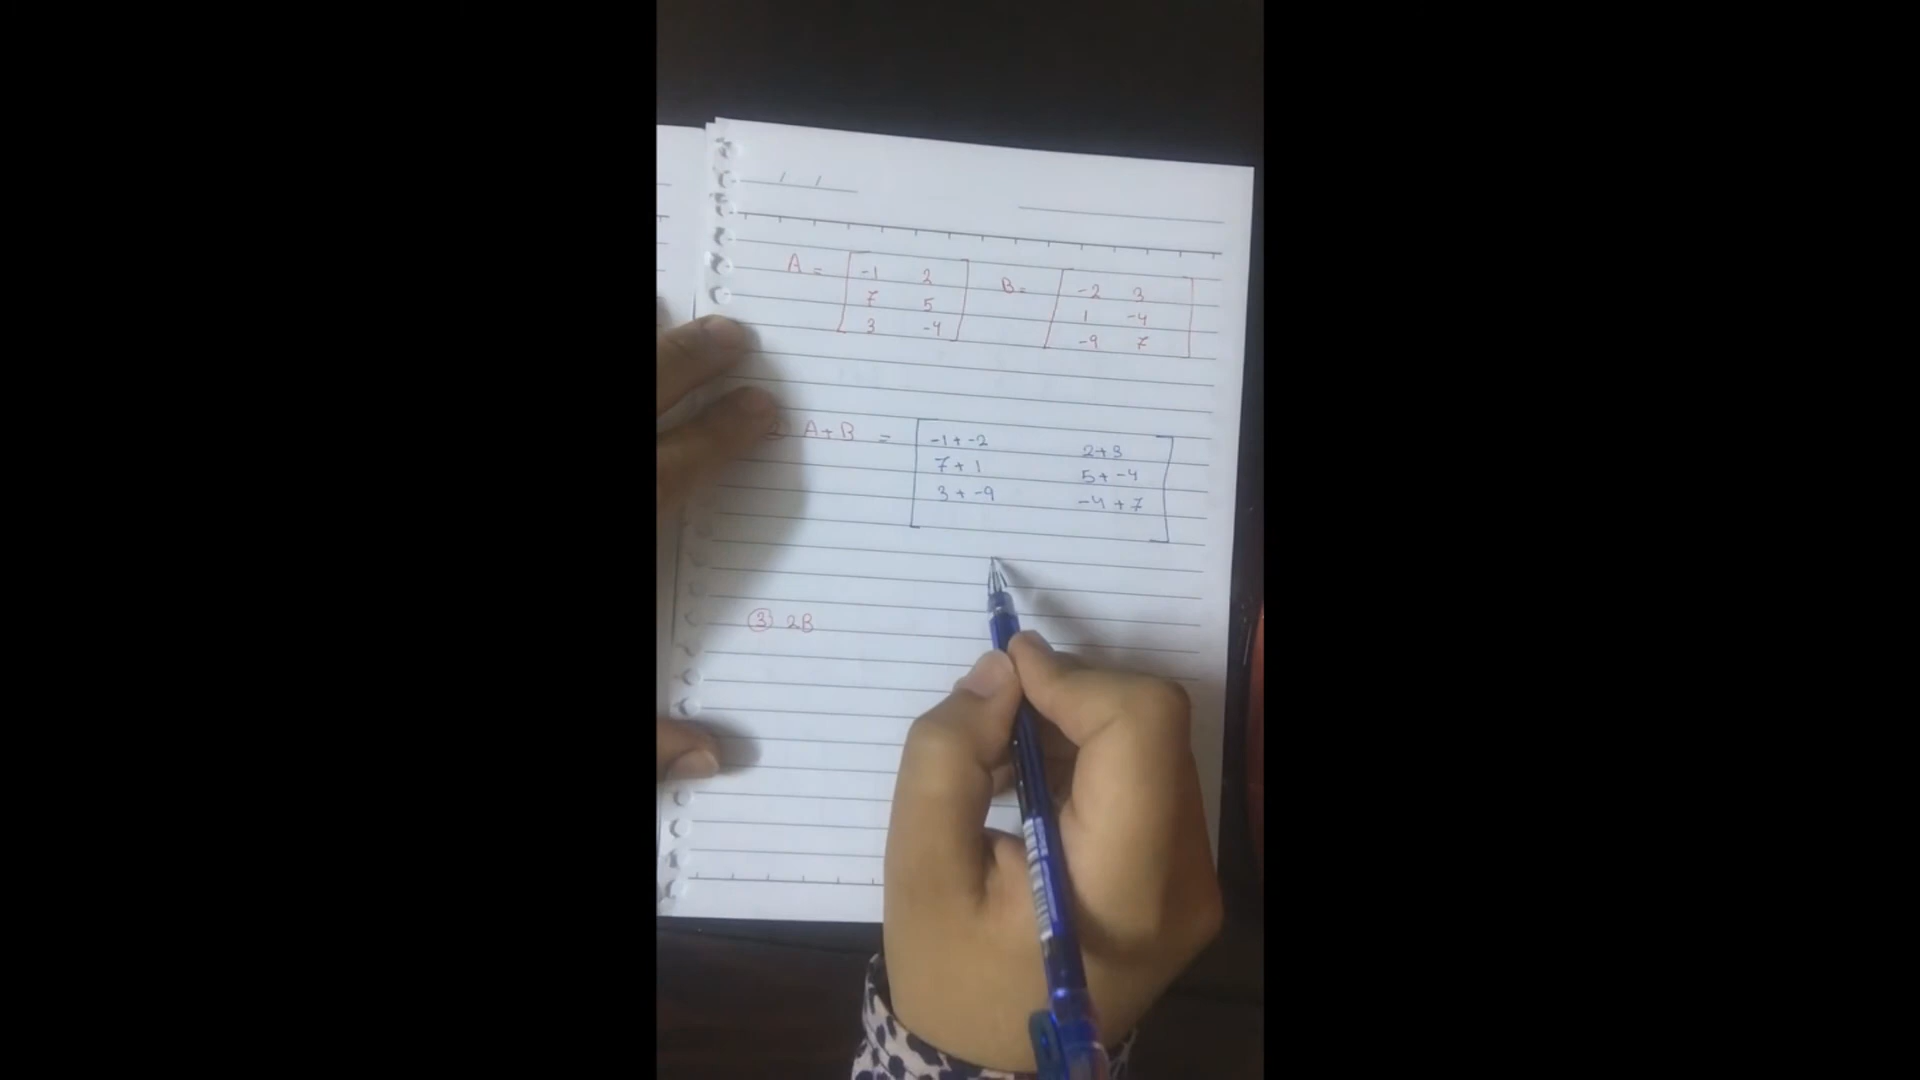 / /
A = [ -1 2 B = [ -2 3
7 5 1 -4
3 -4 ] -9 7 ]
2 A+B = [ -1 + -2 2+3
7 + 1 5 + -4
3 + -9 -4 + 7 ]
③ 2B